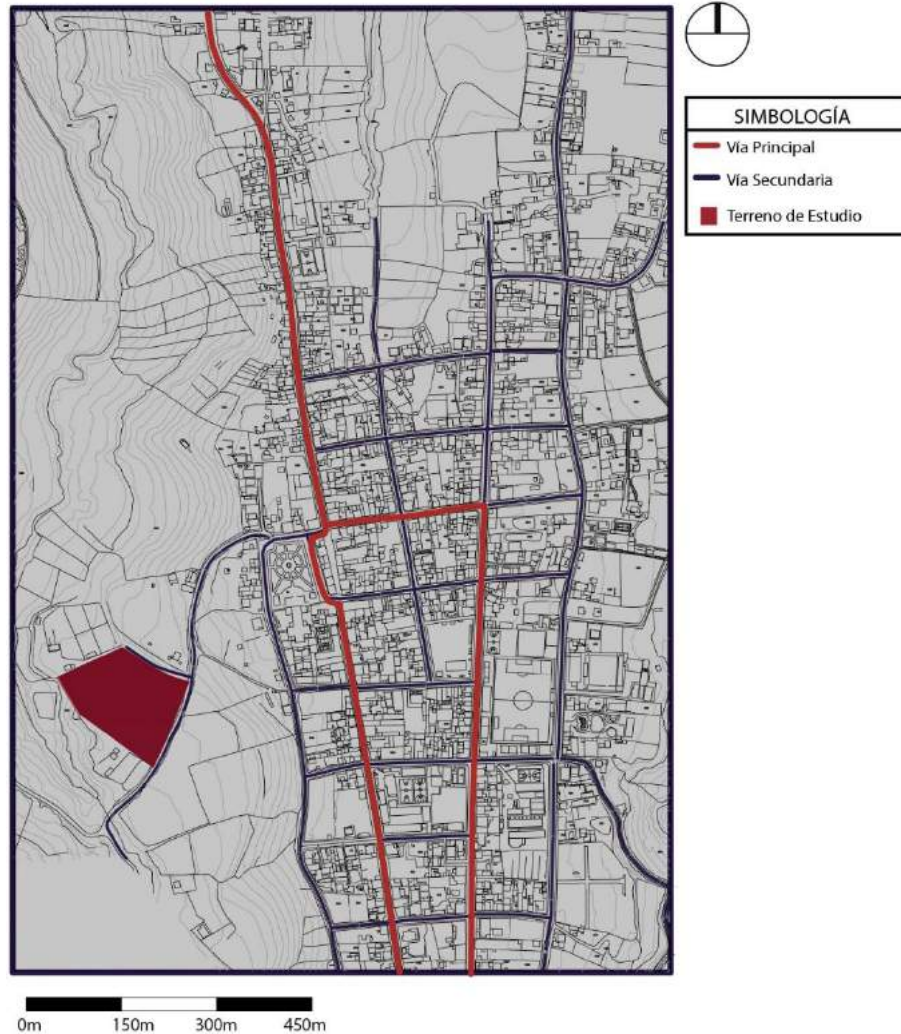 SIMBOLOGÍA
Vía Principal
Vía Secundaria
Terreno de Estudio
0m 150m 300m 450m